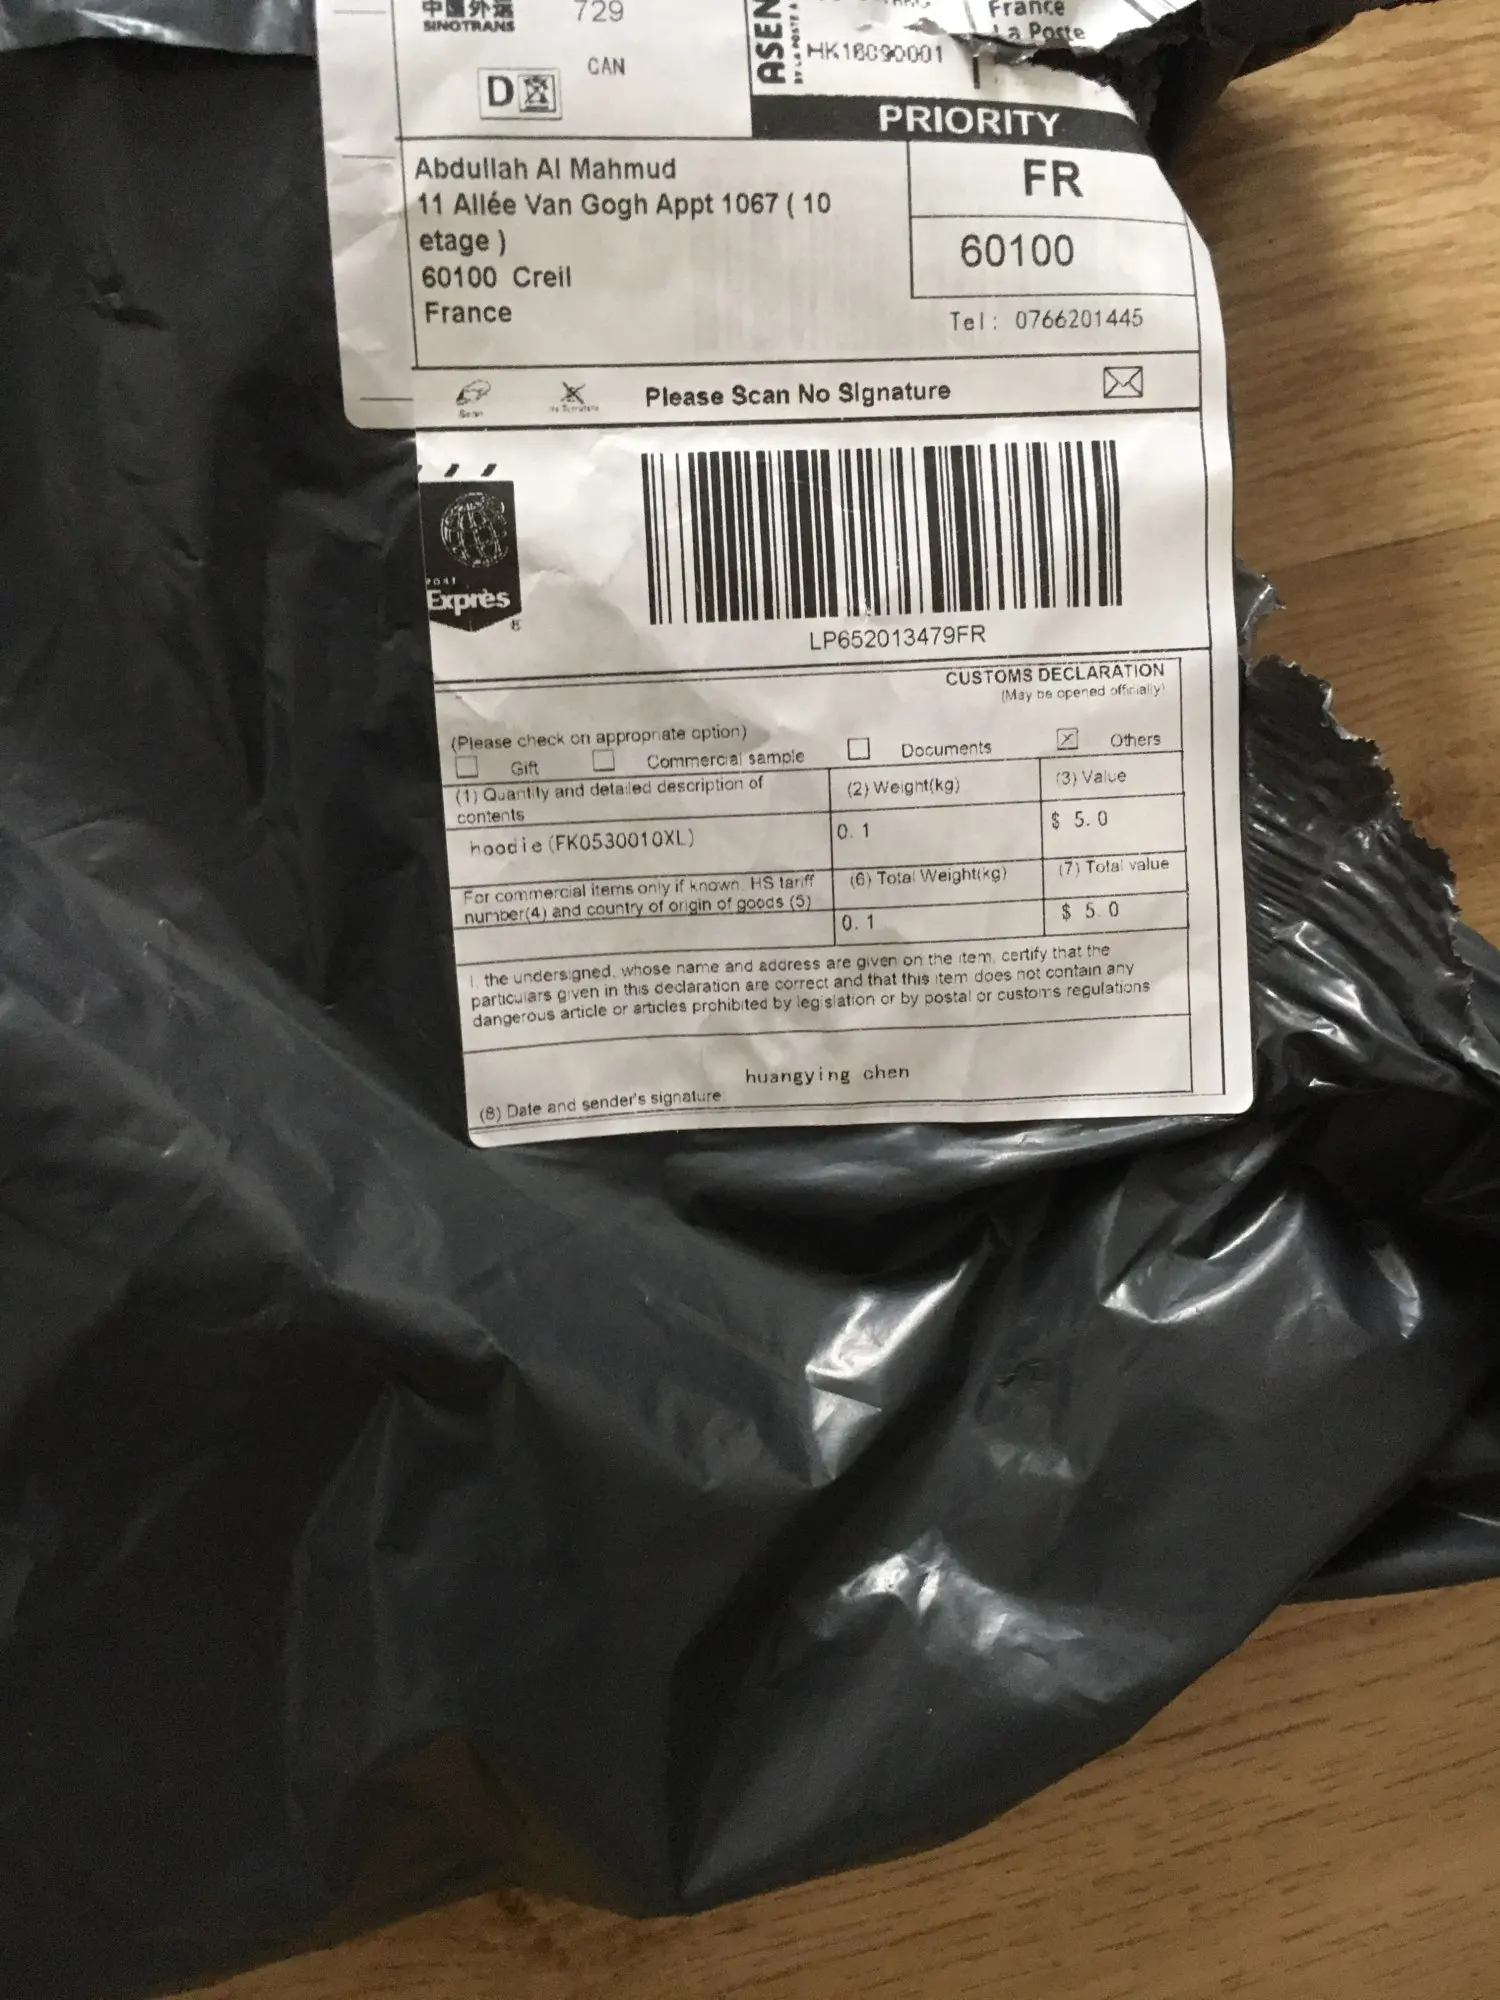 中国外运
SINOTRANS
729
CAN
D
ASEN
BY LA POSTE &
HK18090001
France
La Poste
PRIORITY
Abdullah Al Mahmud
11 Allée Van Gogh Appt 1067 ( 10
etage )
60100 Creil
France
FR
60100
Tel: 0766201445
Scan
No Signature
Please Scan No SIgnature
Exprès
®
LP652013479FR
CUSTOMS DECLARATION
(May be opened officially)
(Please check on appropriate option)
Gift
Commercial sample
Documents
Others
(1) Quantity and detailed description of
contents
(2) Weight(kg)
(3) Value
hoodie(FK0530010XL)
0.1
$ 5.0
For commercial items only if known. HS tariff
number(4) and country of origin of goods (5)
(6) Total Weight(kg)
(7) Total value
0.1
$ 5.0
I, the undersigned, whose name and address are given on the item, certify that the
particulars given in this declaration are correct and that this item does not contain any
dangerous article or articles prohibited by legislation or by postal or customs regulations
huangying chen
(8) Date and sender's signature: